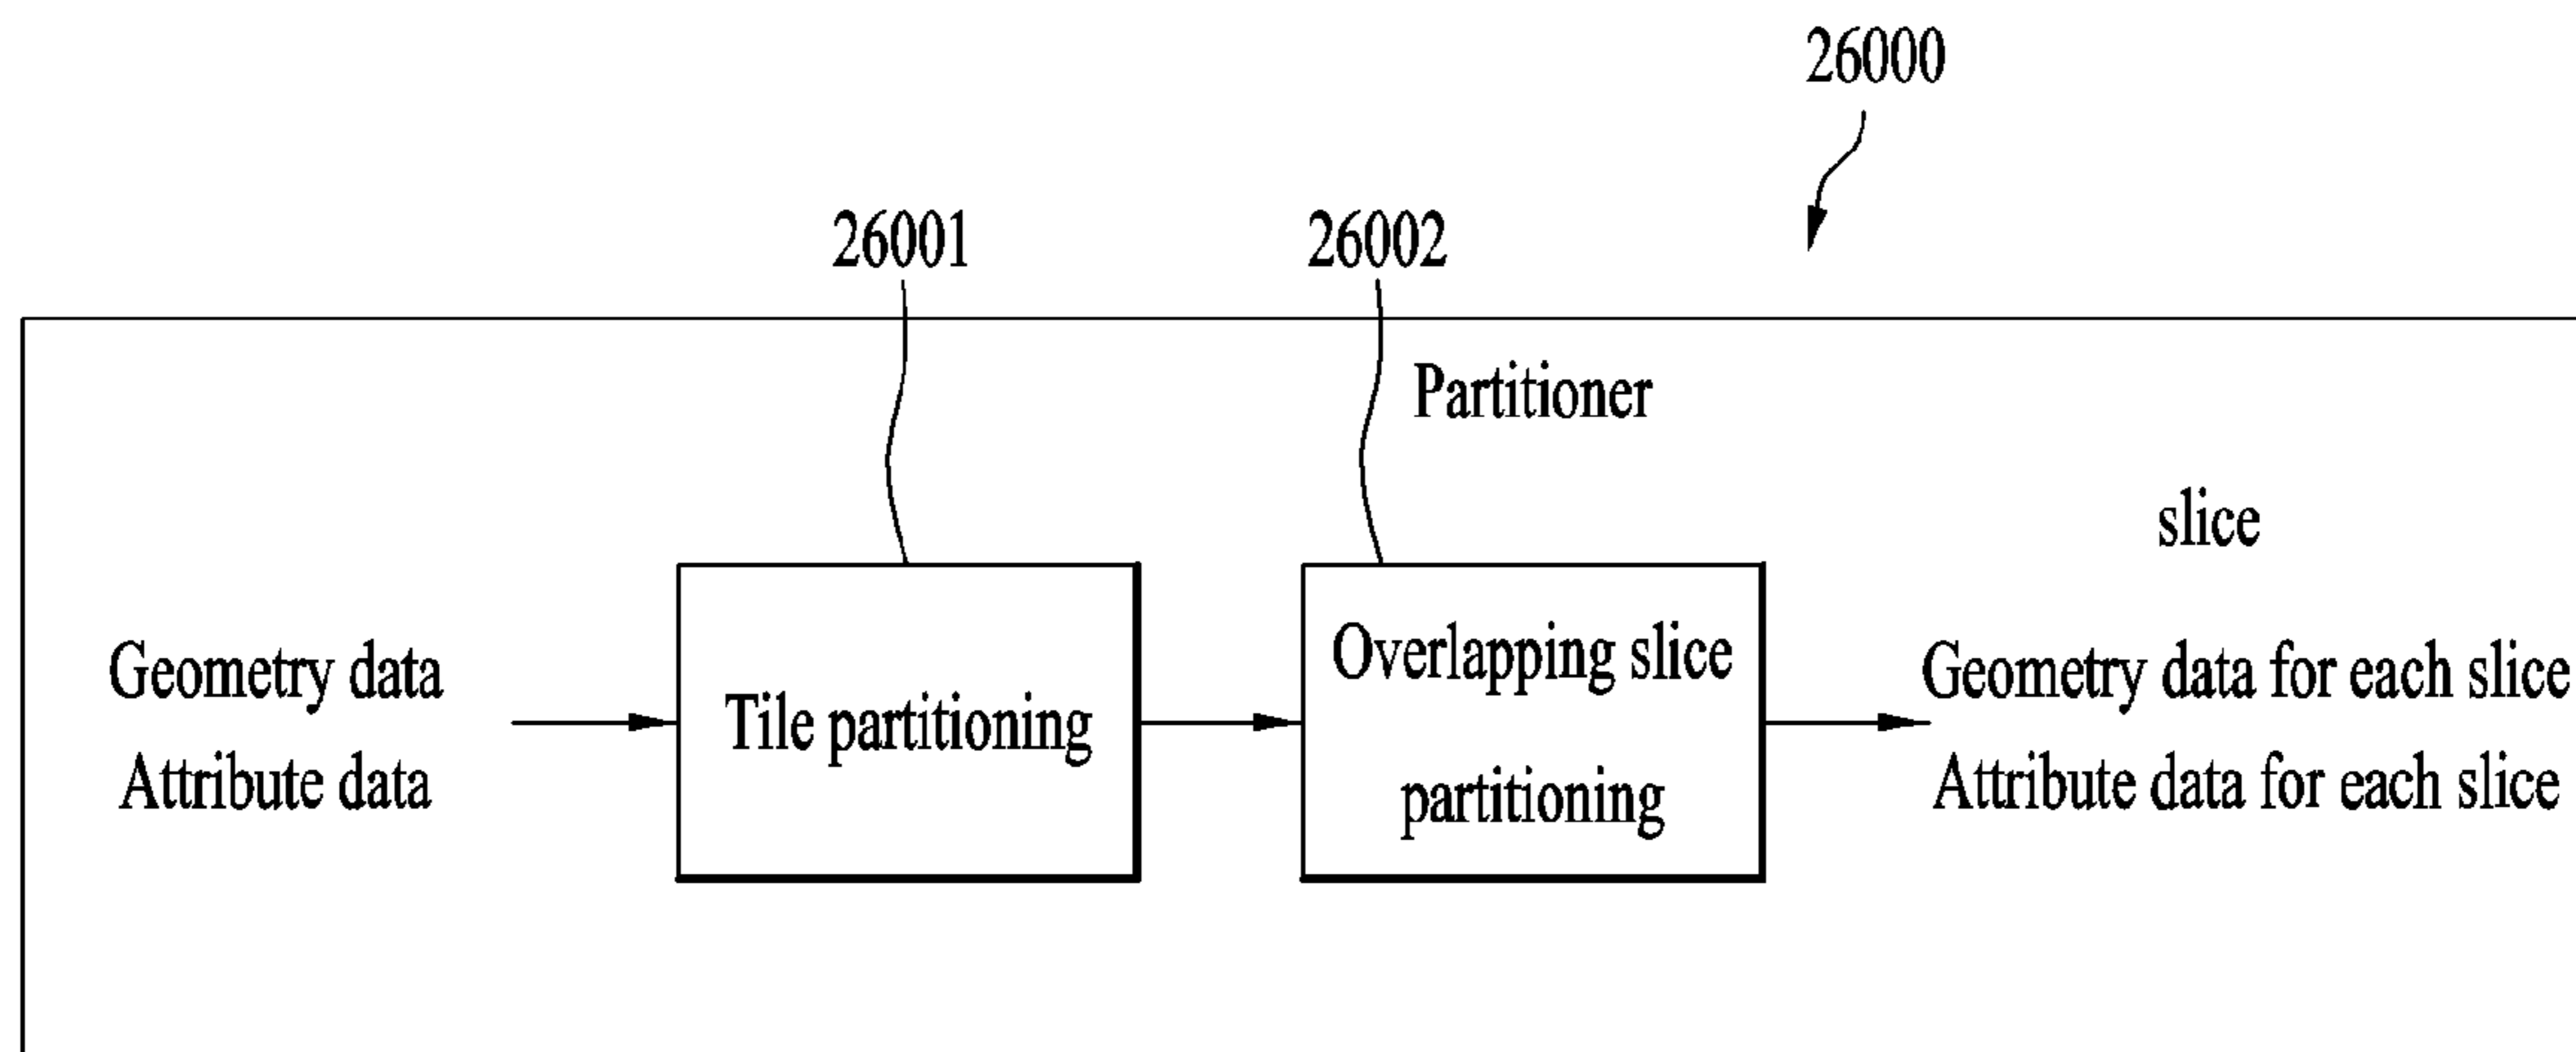 26000
26001
26002
Partitioner
slice
Geometry data
Attribute data
Tile partitioning
Overlapping slice
partitioning
Geometry data for each slice
Attribute data for each slice